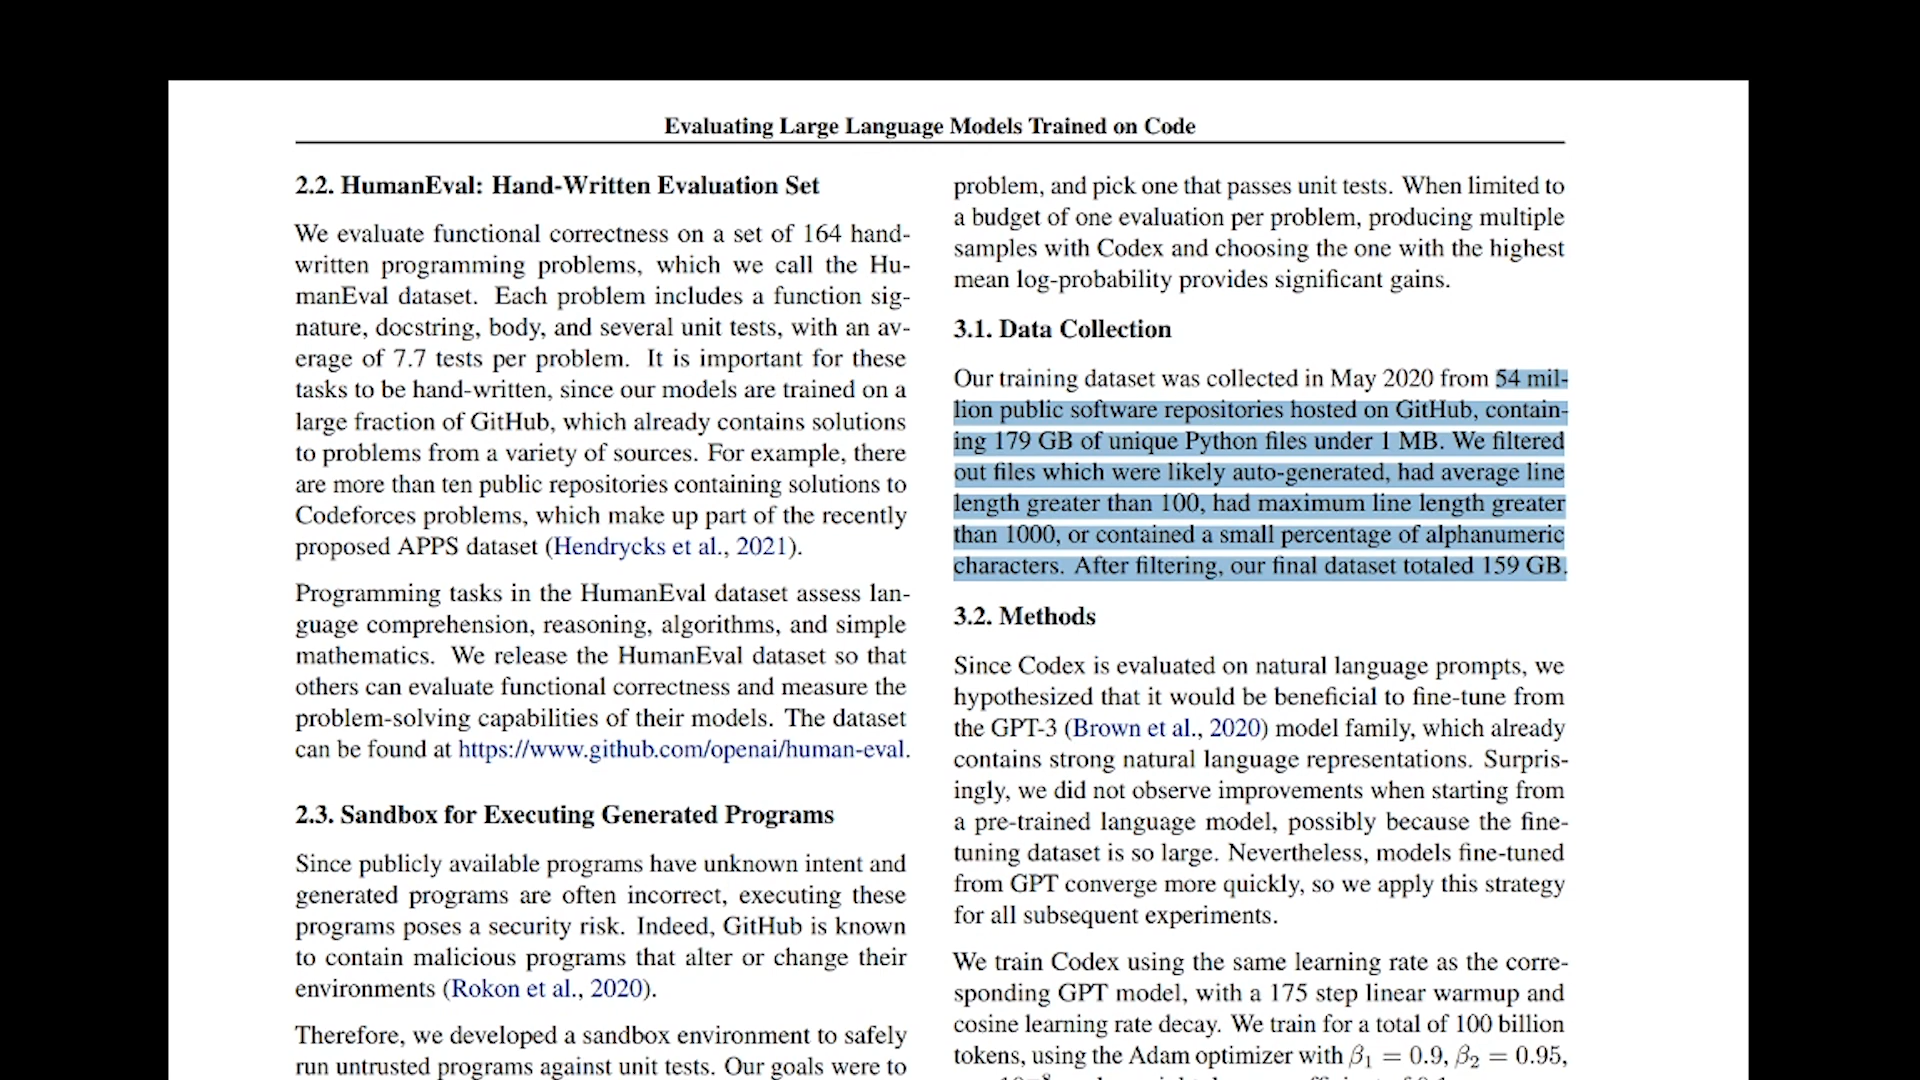 Evaluating Large Language Models Trained on Code
2.2. HumanEval: Hand-Written Evaluation Set
We evaluate functional correctness on a set of 164 hand-
written programming problems, which we call the Hu-
manEval dataset. Each problem includes a function sig-
nature, docstring, body, and several unit tests, with an av-
erage of 7.7 tests per problem. It is important for these
tasks to be hand-written, since our models are trained on a
large fraction of GitHub, which already contains solutions
to problems from a variety of sources. For example, there
are more than ten public repositories containing solutions to
Codeforces problems, which make up part of the recently
proposed APPS dataset (Hendrycks et al., 2021).
Programming tasks in the HumanEval dataset assess lan-
guage comprehension, reasoning, algorithms, and simple
mathematics. We release the HumanEval dataset so that
others can evaluate functional correctness and measure the
problem-solving capabilities of their models. The dataset
can be found at https://www.github.com/openai/human-eval.
2.3. Sandbox for Executing Generated Programs
Since publicly available programs have unknown intent and
generated programs are often incorrect, executing these
programs poses a security risk. Indeed, GitHub is known
to contain malicious programs that alter or change their
environments (Rokon et al., 2020).
Therefore, we developed a sandbox environment to safely
run untrusted programs against unit tests. Our goals were to
problem, and pick one that passes unit tests. When limited to
a budget of one evaluation per problem, producing multiple
samples with Codex and choosing the one with the highest
mean log-probability provides significant gains.
3.1. Data Collection
Our training dataset was collected in May 2020 from 54 mil-
lion public software repositories hosted on GitHub, contain-
ing 179 GB of unique Python files under 1 MB. We filtered
out files which were likely auto-generated, had average line
length greater than 100, had maximum line length greater
than 1000, or contained a small percentage of alphanumeric
characters. After filtering, our final dataset totaled 159 GB.
3.2. Methods
Since Codex is evaluated on natural language prompts, we
hypothesized that it would be beneficial to fine-tune from
the GPT-3 (Brown et al., 2020) model family, which already
contains strong natural language representations. Surpris-
ingly, we did not observe improvements when starting from
a pre-trained language model, possibly because the fine-
tuning dataset is so large. Nevertheless, models fine-tuned
from GPT converge more quickly, so we apply this strategy
for all subsequent experiments.
We train Codex using the same learning rate as the corre-
sponding GPT model, with a 175 step linear warmup and
cosine learning rate decay. We train for a total of 100 billion
tokens, using the Adam optimizer with β₁ = 0.9, β₂ = 0.95,